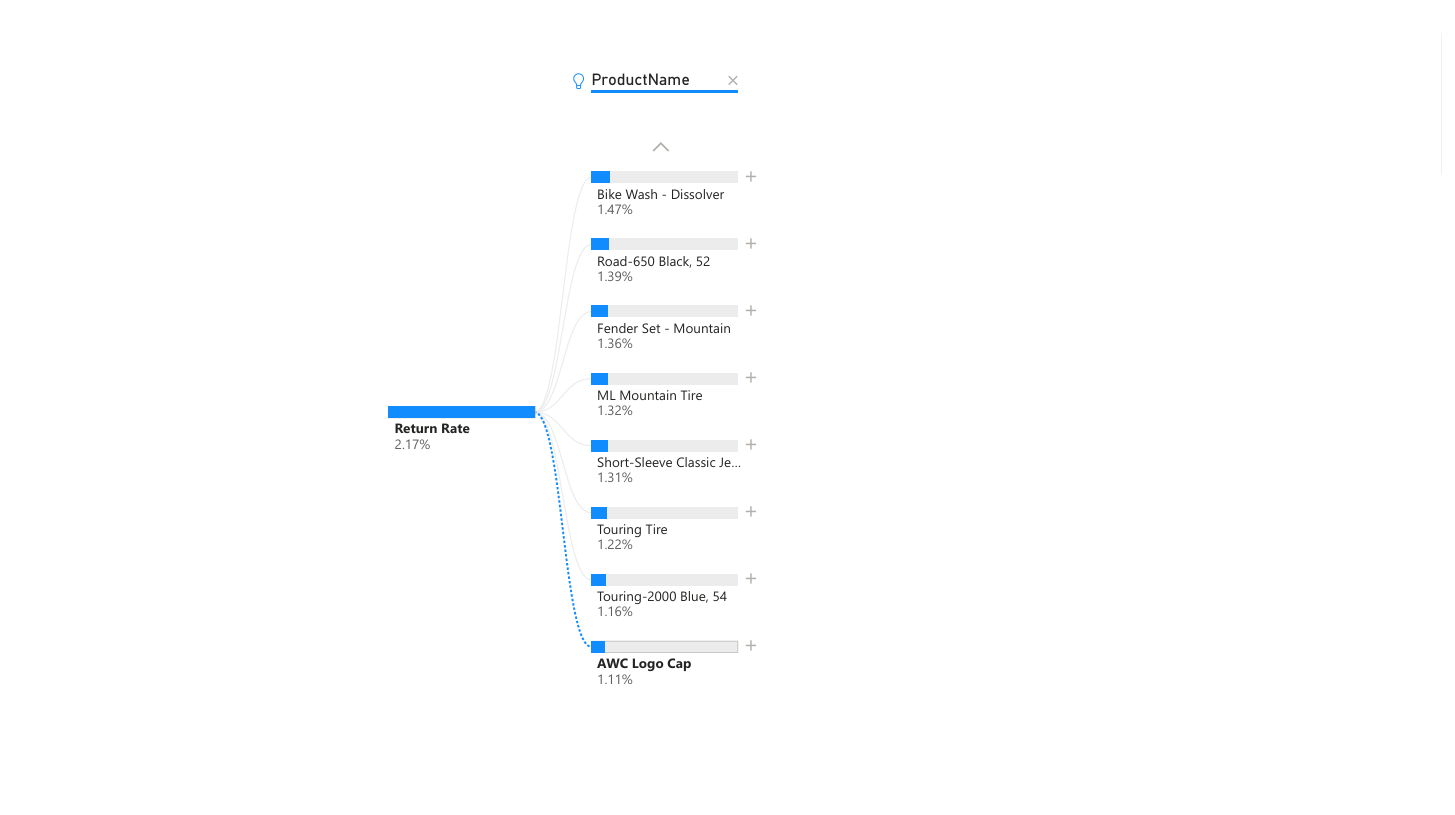 ProductName
Bike Wash - Dissolver
1.47%
Road-650 Black, 52
1.39%
Fender Set - Mountain
1.36%
ML Mountain Tire
1.32%
Return Rate
2.17%
Short-Sleeve Classic Je...
1.31%
Touring Tire
1.22%
Touring-2000 Blue, 54
1.16%
AWC Logo Cap
1.11%